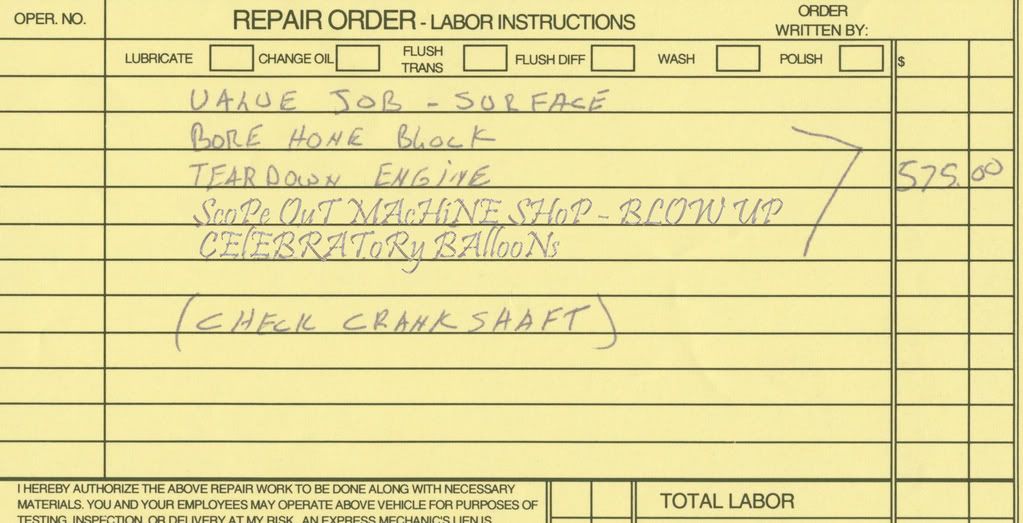 OPER. NO.
REPAIR ORDER - LABOR INSTRUCTIONS
ORDER
WRITTEN BY:
LUBRICATE
CHANGE OIL
FLUSH
TRANS
FLUSH DIFF
WASH
POLISH
$
VALUE JOB - SURFACE
BORE HONE BLOCK
TEARDOWN ENGINE
575.00
ScoPe OuT MAcHiNE SHoP - BLOW UP
CElEBRAToRy BAllooNs
(CHECK CRANKSHAFT)
I HEREBY AUTHORIZE THE ABOVE REPAIR WORK TO BE DONE ALONG WITH NECESSARY
MATERIALS. YOU AND YOUR EMPLOYEES MAY OPERATE ABOVE VEHICLE FOR PURPOSES OF
TESTING, INSPECTION, OR DELIVERY AT MY RISK. AN EXPRESS MECHANIC'S LIEN IS
TOTAL LABOR